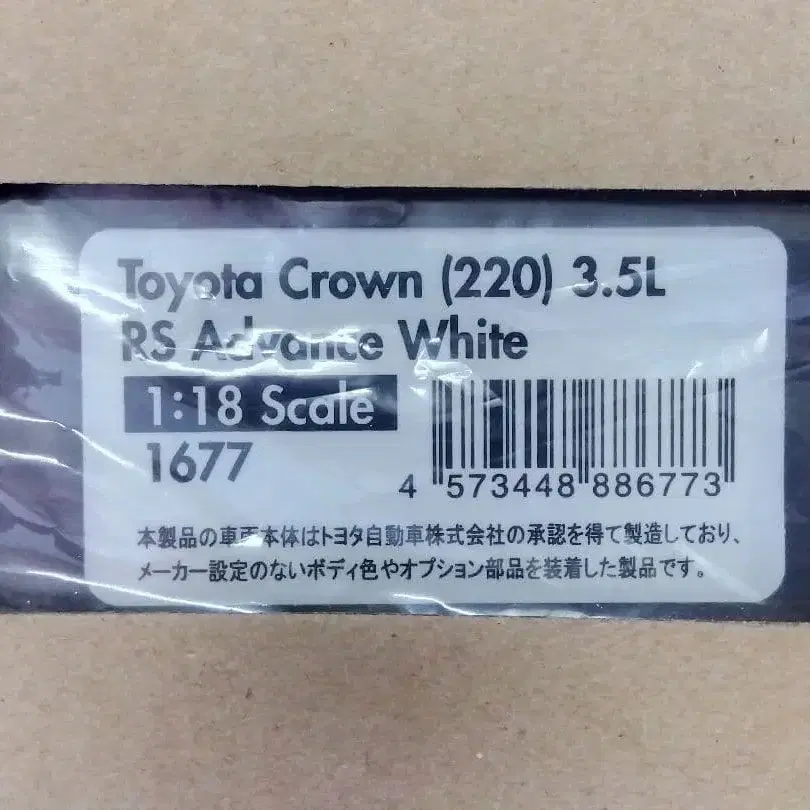 Toyota Crown (220) 3.5L
RS Advance White
1:18 Scale
1677
4 573448 886773
本製品の車両本体はトヨタ自動車株式会社の承認を得て製造しており、
メーカー設定のないボディ色やオプション部品を装着した製品です。